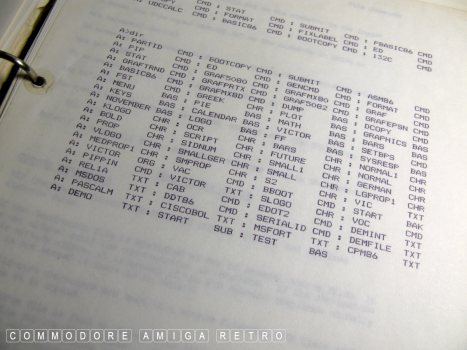 STAT CMD : SUBMIT CMD : PBASIC86 CMD
FORMAT CMD : FIXLABEL CMD : ED CMD
A: UDECALC CMD : BASIC86 CMD : BOOTCOPY CMD : I32C CMD
A>dir
A: PARTID CMD : BOOTCOPY CMD : SUBMIT CMD : ASM86 CMD
A: PIP CMD : ED CMD : GENCMD CMD : FORMAT CMD
A: STAT CMD : GRAF5080 CMD : GRAFMX80 CMD : GRAF CMD
A: GRAFTRND CMD : GRAFPRTX CMD : GRAF5082 CMD : GRAFEPSN CMD
A: BASIC86 CMD : GRAFMX8D CMD : DUMP CMD : DCOPY CMD
A: FST BAS : GREEK BAS : PLOT BAS : GRAPHICS BAS
A: MENU BAS : PIE BAS : MATH BAS : BARS BAS
A: KEYS BAS : CALENDAR BAS : VICTOR BAS : SETBPS BAS
A: NOVEMBER BAS : LOGO BAS : FF BAS : SYSRESP BAS
A: KLOGO CHR : OCR CHR : BARS CHR : NORMAL CHR
A: BOLD CHR : SCRIPT CHR : FUTURE CHR : NORMAL1 CHR
A: PROP CHR : SIDNUM CHR : SMALL1 CHR : GERMAN CHR
A: VLOGO CHR : SMALLGER CHR : SMALL CHR : LGPROP1 CHR
A: MEDPROP1 CHR : SMPROP CHR : S2 CHR : VIC CHR
A: VICTOR ORG : VAC CMD : BBOOT CMD : START BAK
A: PIPPIN CMD : VICTOR CMD : SLOGO CMD : VOC CMD
A: RELIA CMD : CAB TXT : EDOT2 CMD : DEMINT TXT
A: MSDOS TXT : DDT86 TXT : SERIALID CMD : DEMFILE TXT
A: PASCALM TXT : CISCOBOL TXT : MSFORT TXT : CPM86 TXT
A: DEMO TXT : START SUB : TEST BAS
COMMODORE AMIGA RETRO